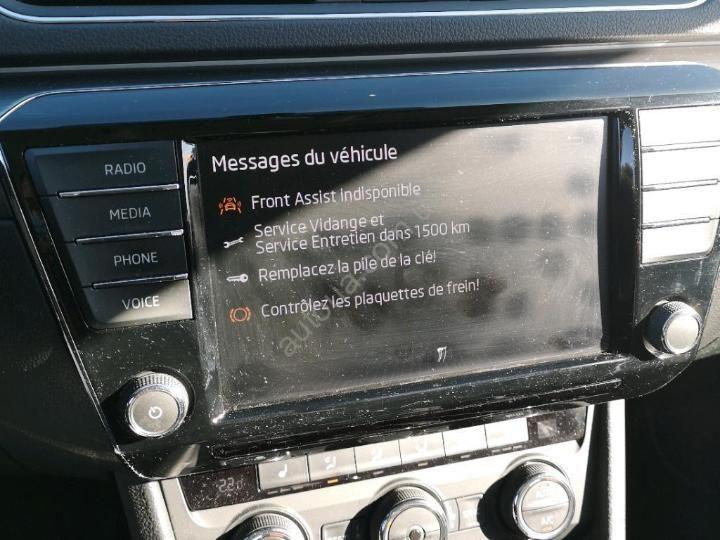 RADIO
MEDIA
PHONE
VOICE
Messages du véhicule
Front Assist indisponible
Service Vidange et
Service Entretien dans 1500 km
Remplacez la pile de la clé!
Contrôlez les plaquettes de frein!
A/C